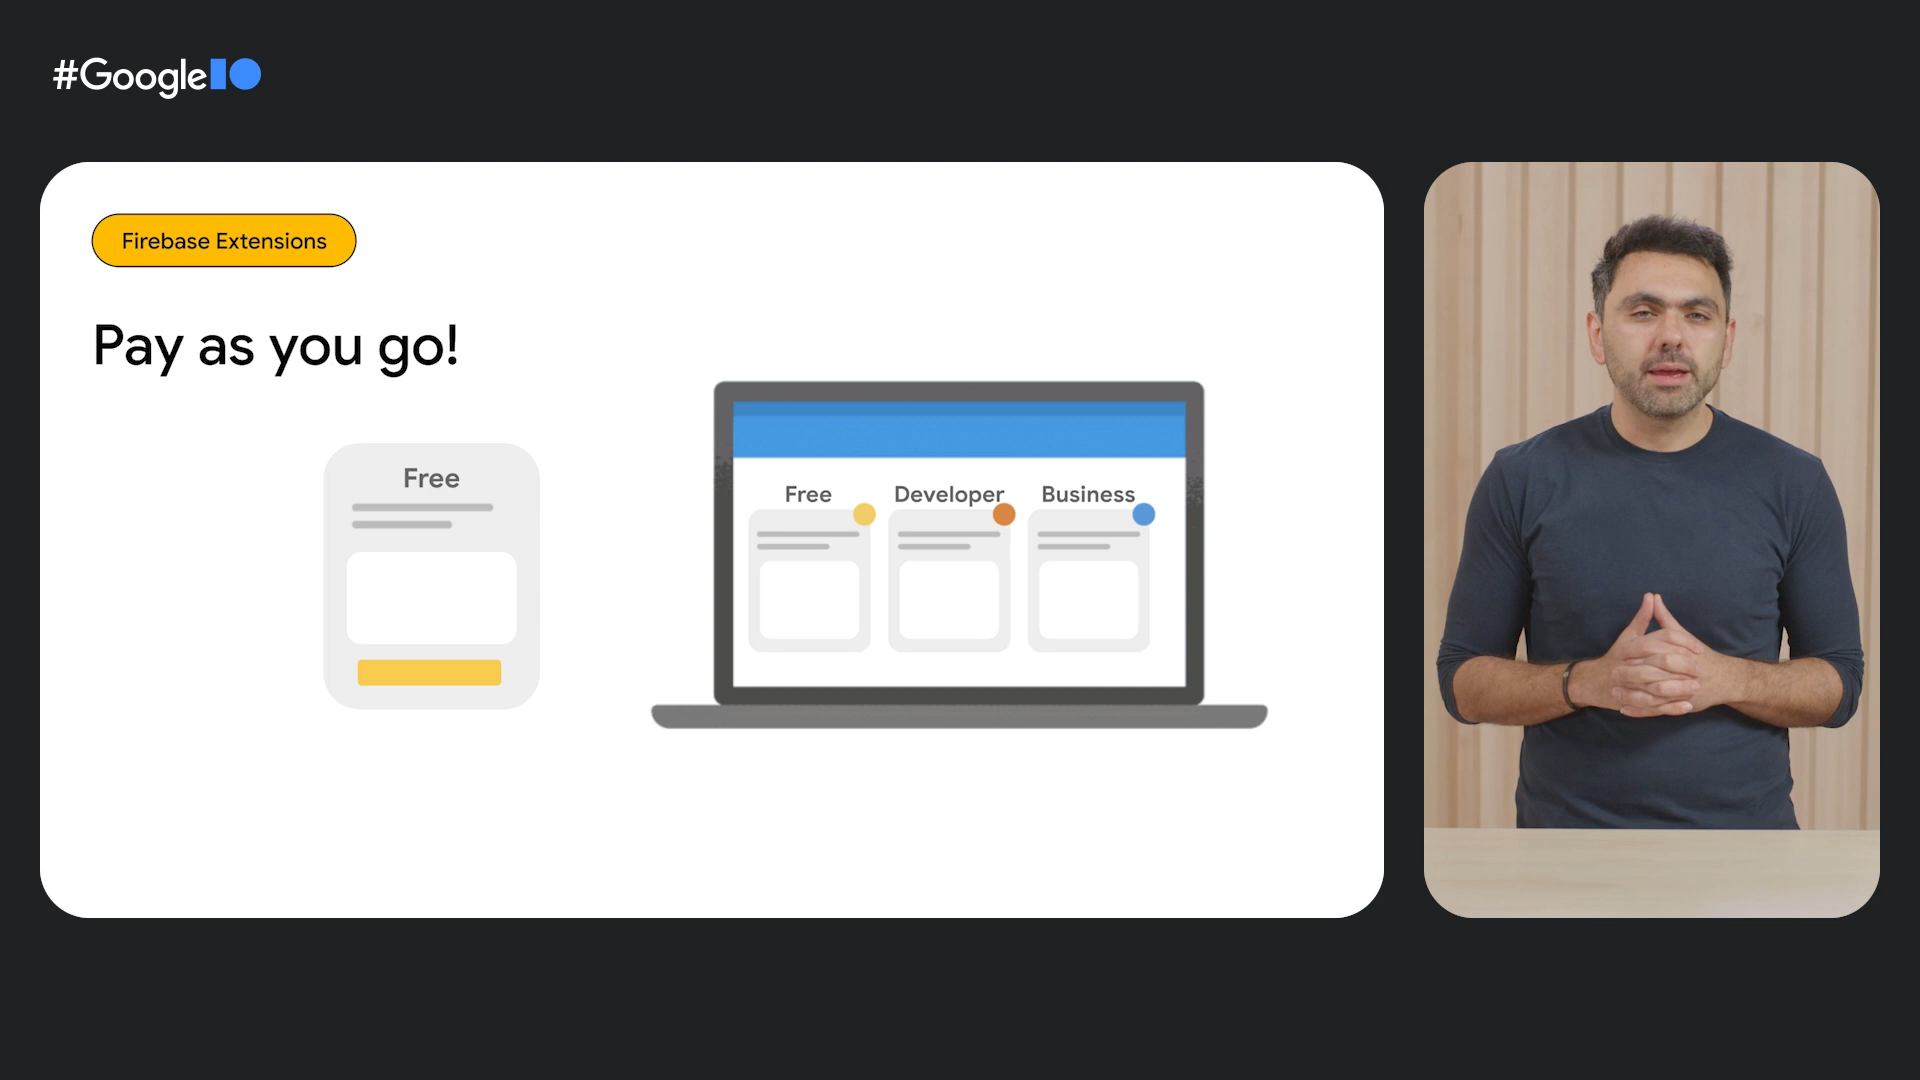 #GoogleIO
Firebase Extensions
Pay as you go!
Free
Free Developer Business